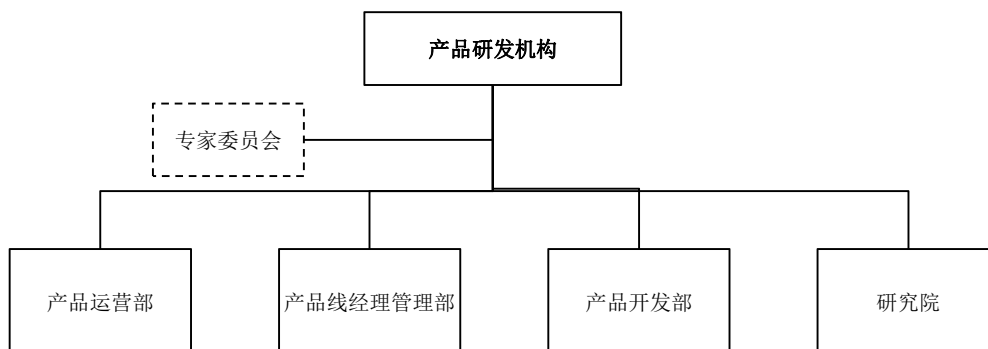 产品研发机构
专家委员会
产品运营部
产品线经理管理部
产品开发部
研究院